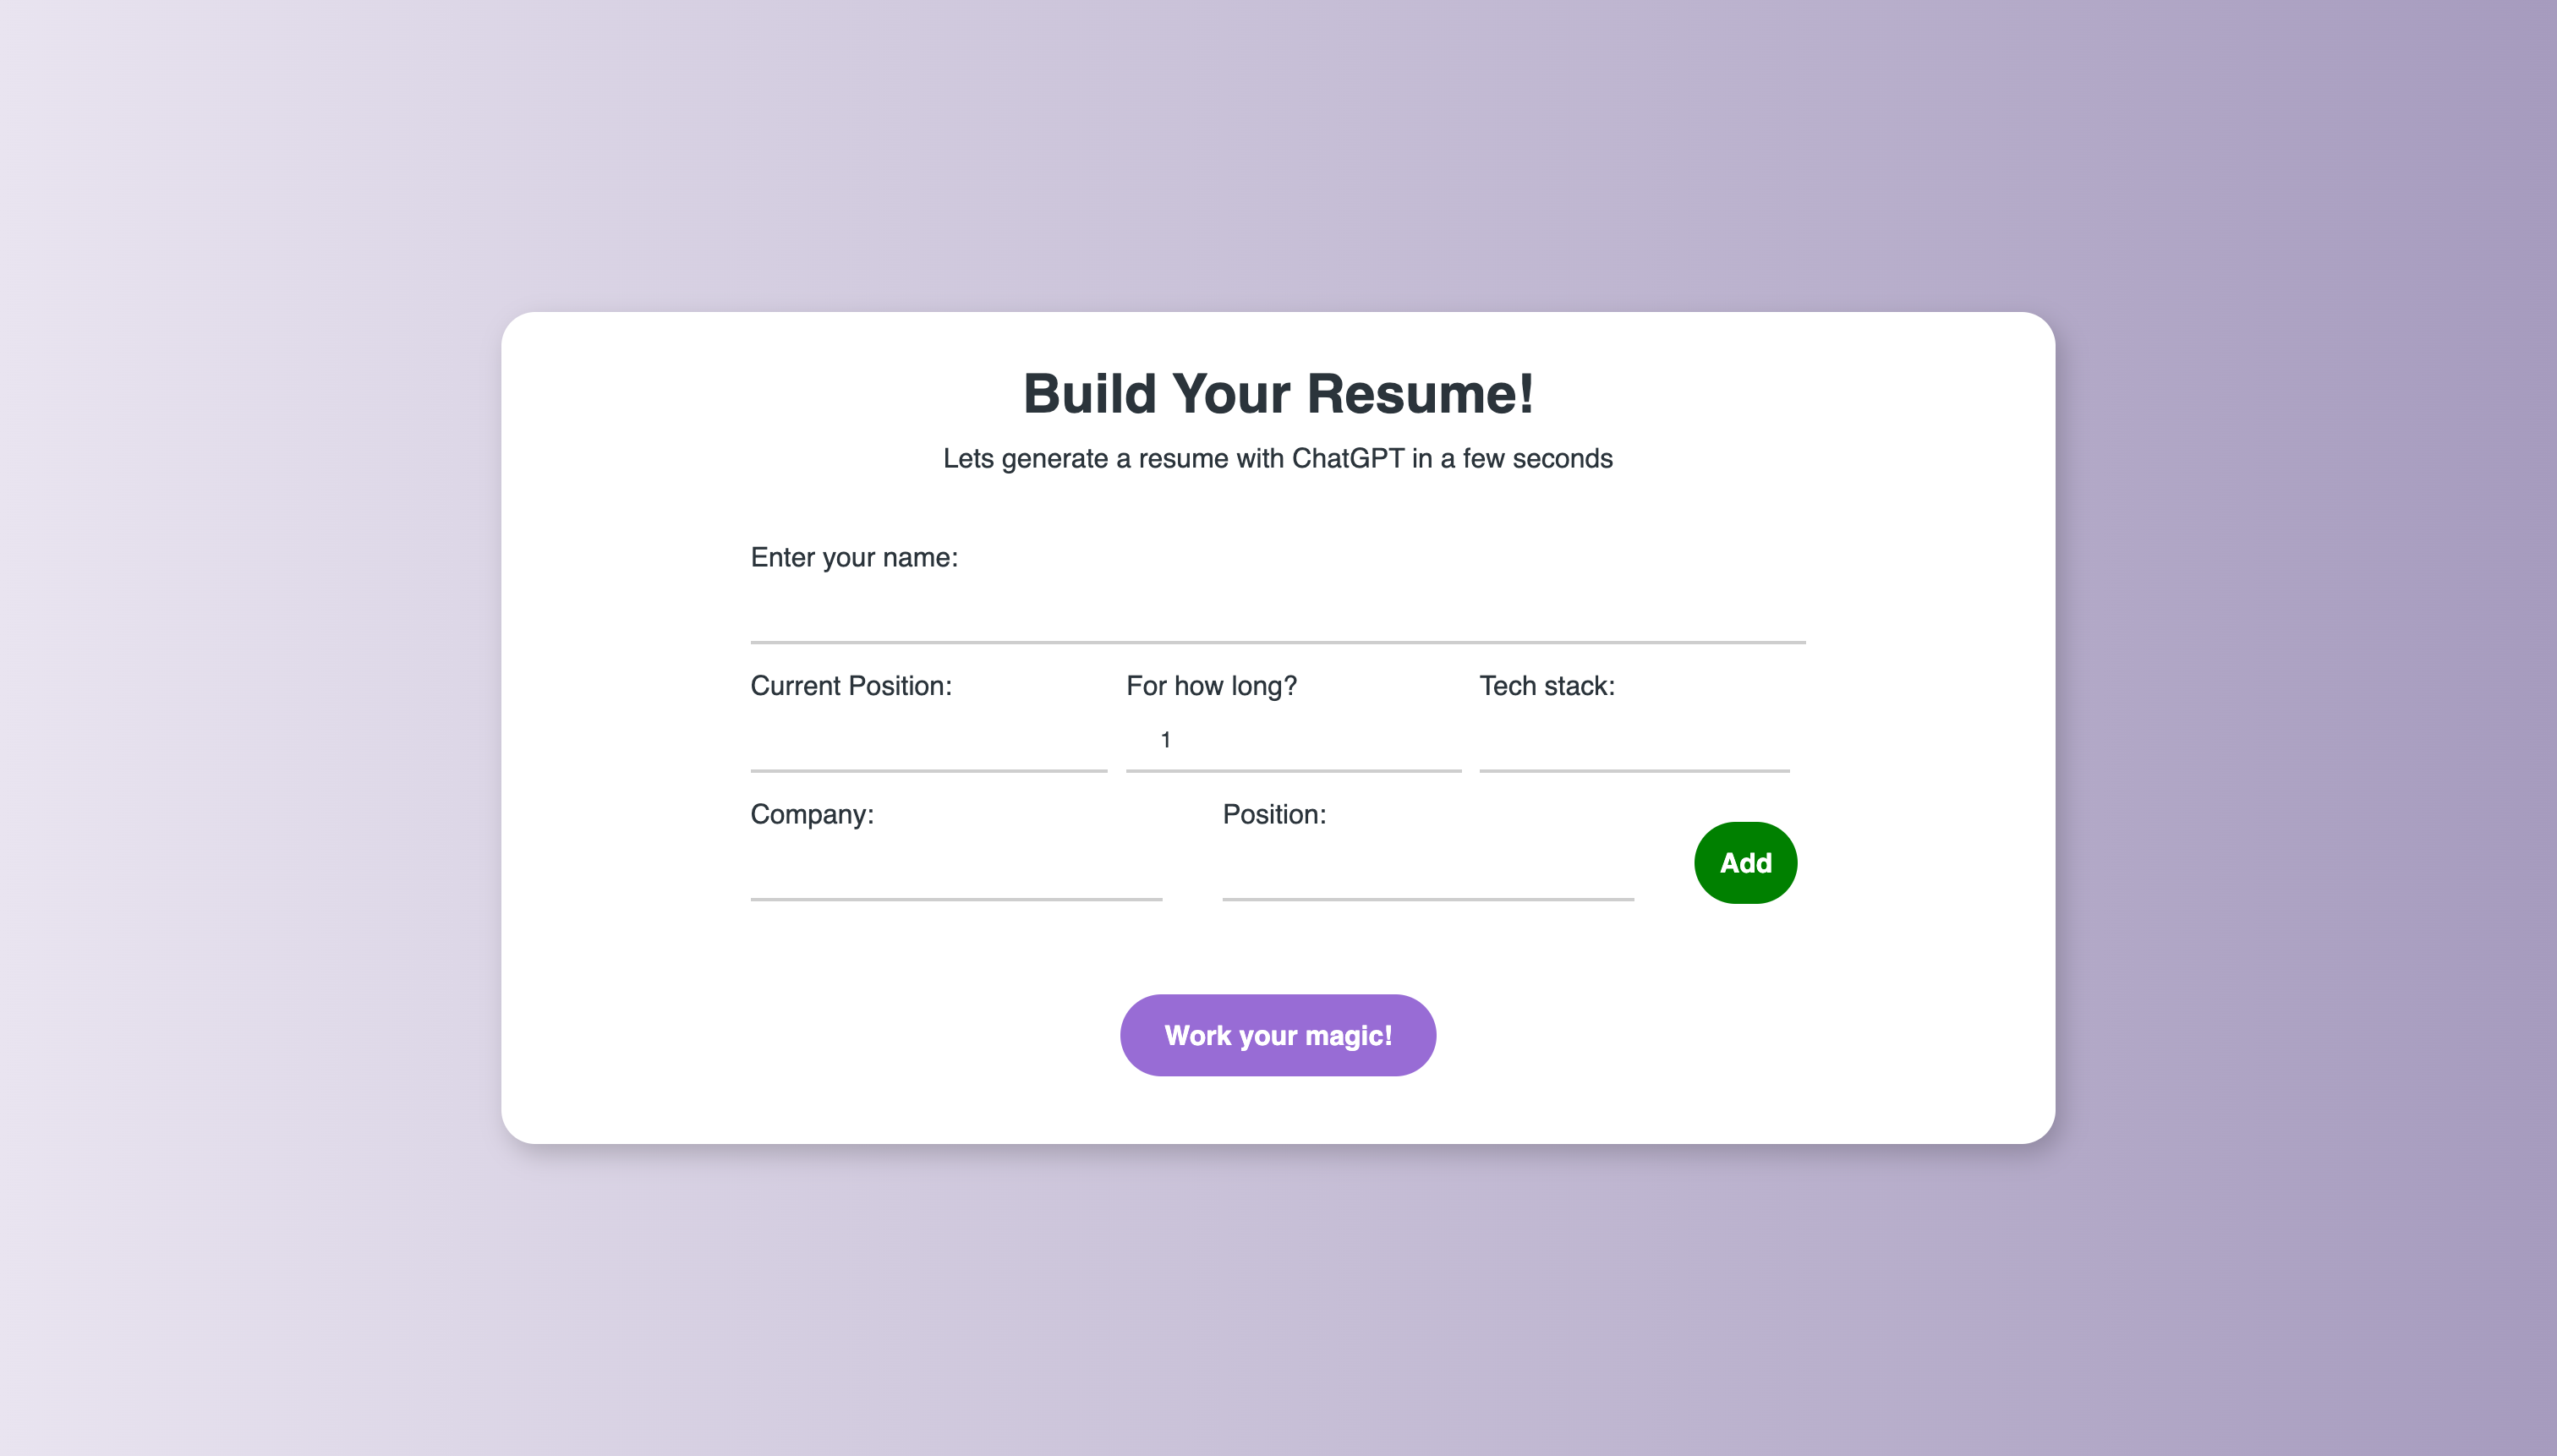 Build Your Resume!
Lets generate a resume with ChatGPT in a few seconds
Enter your name:
Current Position: For how long? Tech stack:
1
Company: Position:
Add
Work your magic!